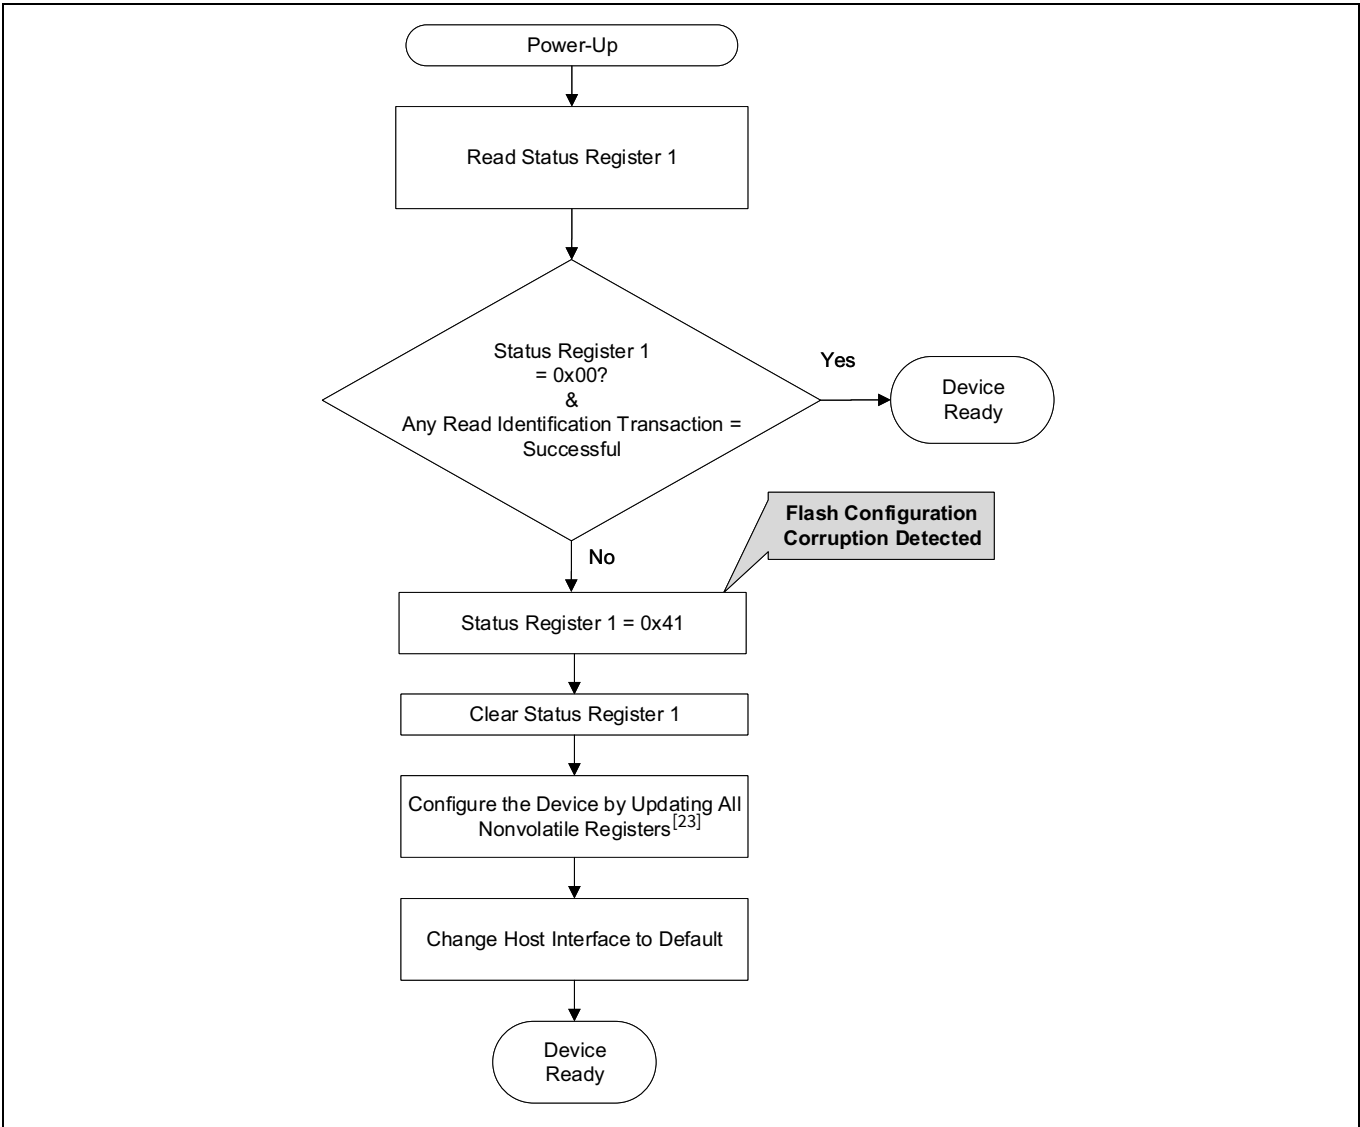 Power-Up
Read Status Register 1
Status Register 1
= 0x00?
&
Any Read Identification Transaction =
Successful
Yes
Device
Ready
Flash Configuration
Corruption Detected
No
Status Register 1 = 0x41
Clear Status Register 1
Configure the Device by Updating All
Nonvolatile Registers[23]
Change Host Interface to Default
Device
Ready